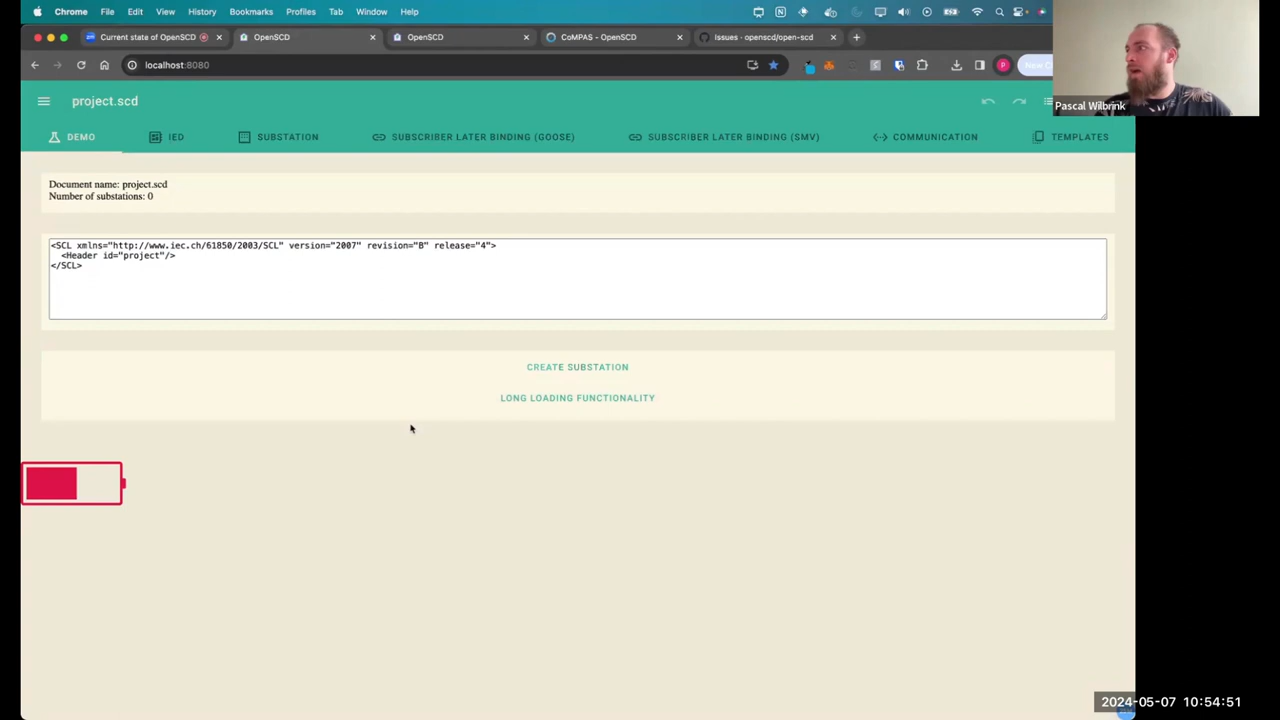 Chrome File Edit View History Bookmarks Profiles Tab Window Help
Current state of OpenSCD
OpenSCD
OpenSCD
CoMPAS - OpenSCD
Issues · openscd/open-scd
localhost:8080
New C
Pascal Wilbrink
project.scd
DEMO IED SUBSTATION SUBSCRIBER LATER BINDING (GOOSE) SUBSCRIBER LATER BINDING (SMV) COMMUNICATION TEMPLATES
Document name: project.scd
Number of substations: 0
<SCL xmlns="http://www.iec.ch/61850/2003/SCL" version="2007" revision="B" release="4">
<Header id="project"/>
</SCL>
CREATE SUBSTATION
LONG LOADING FUNCTIONALITY
2024-05-07 10:54:51